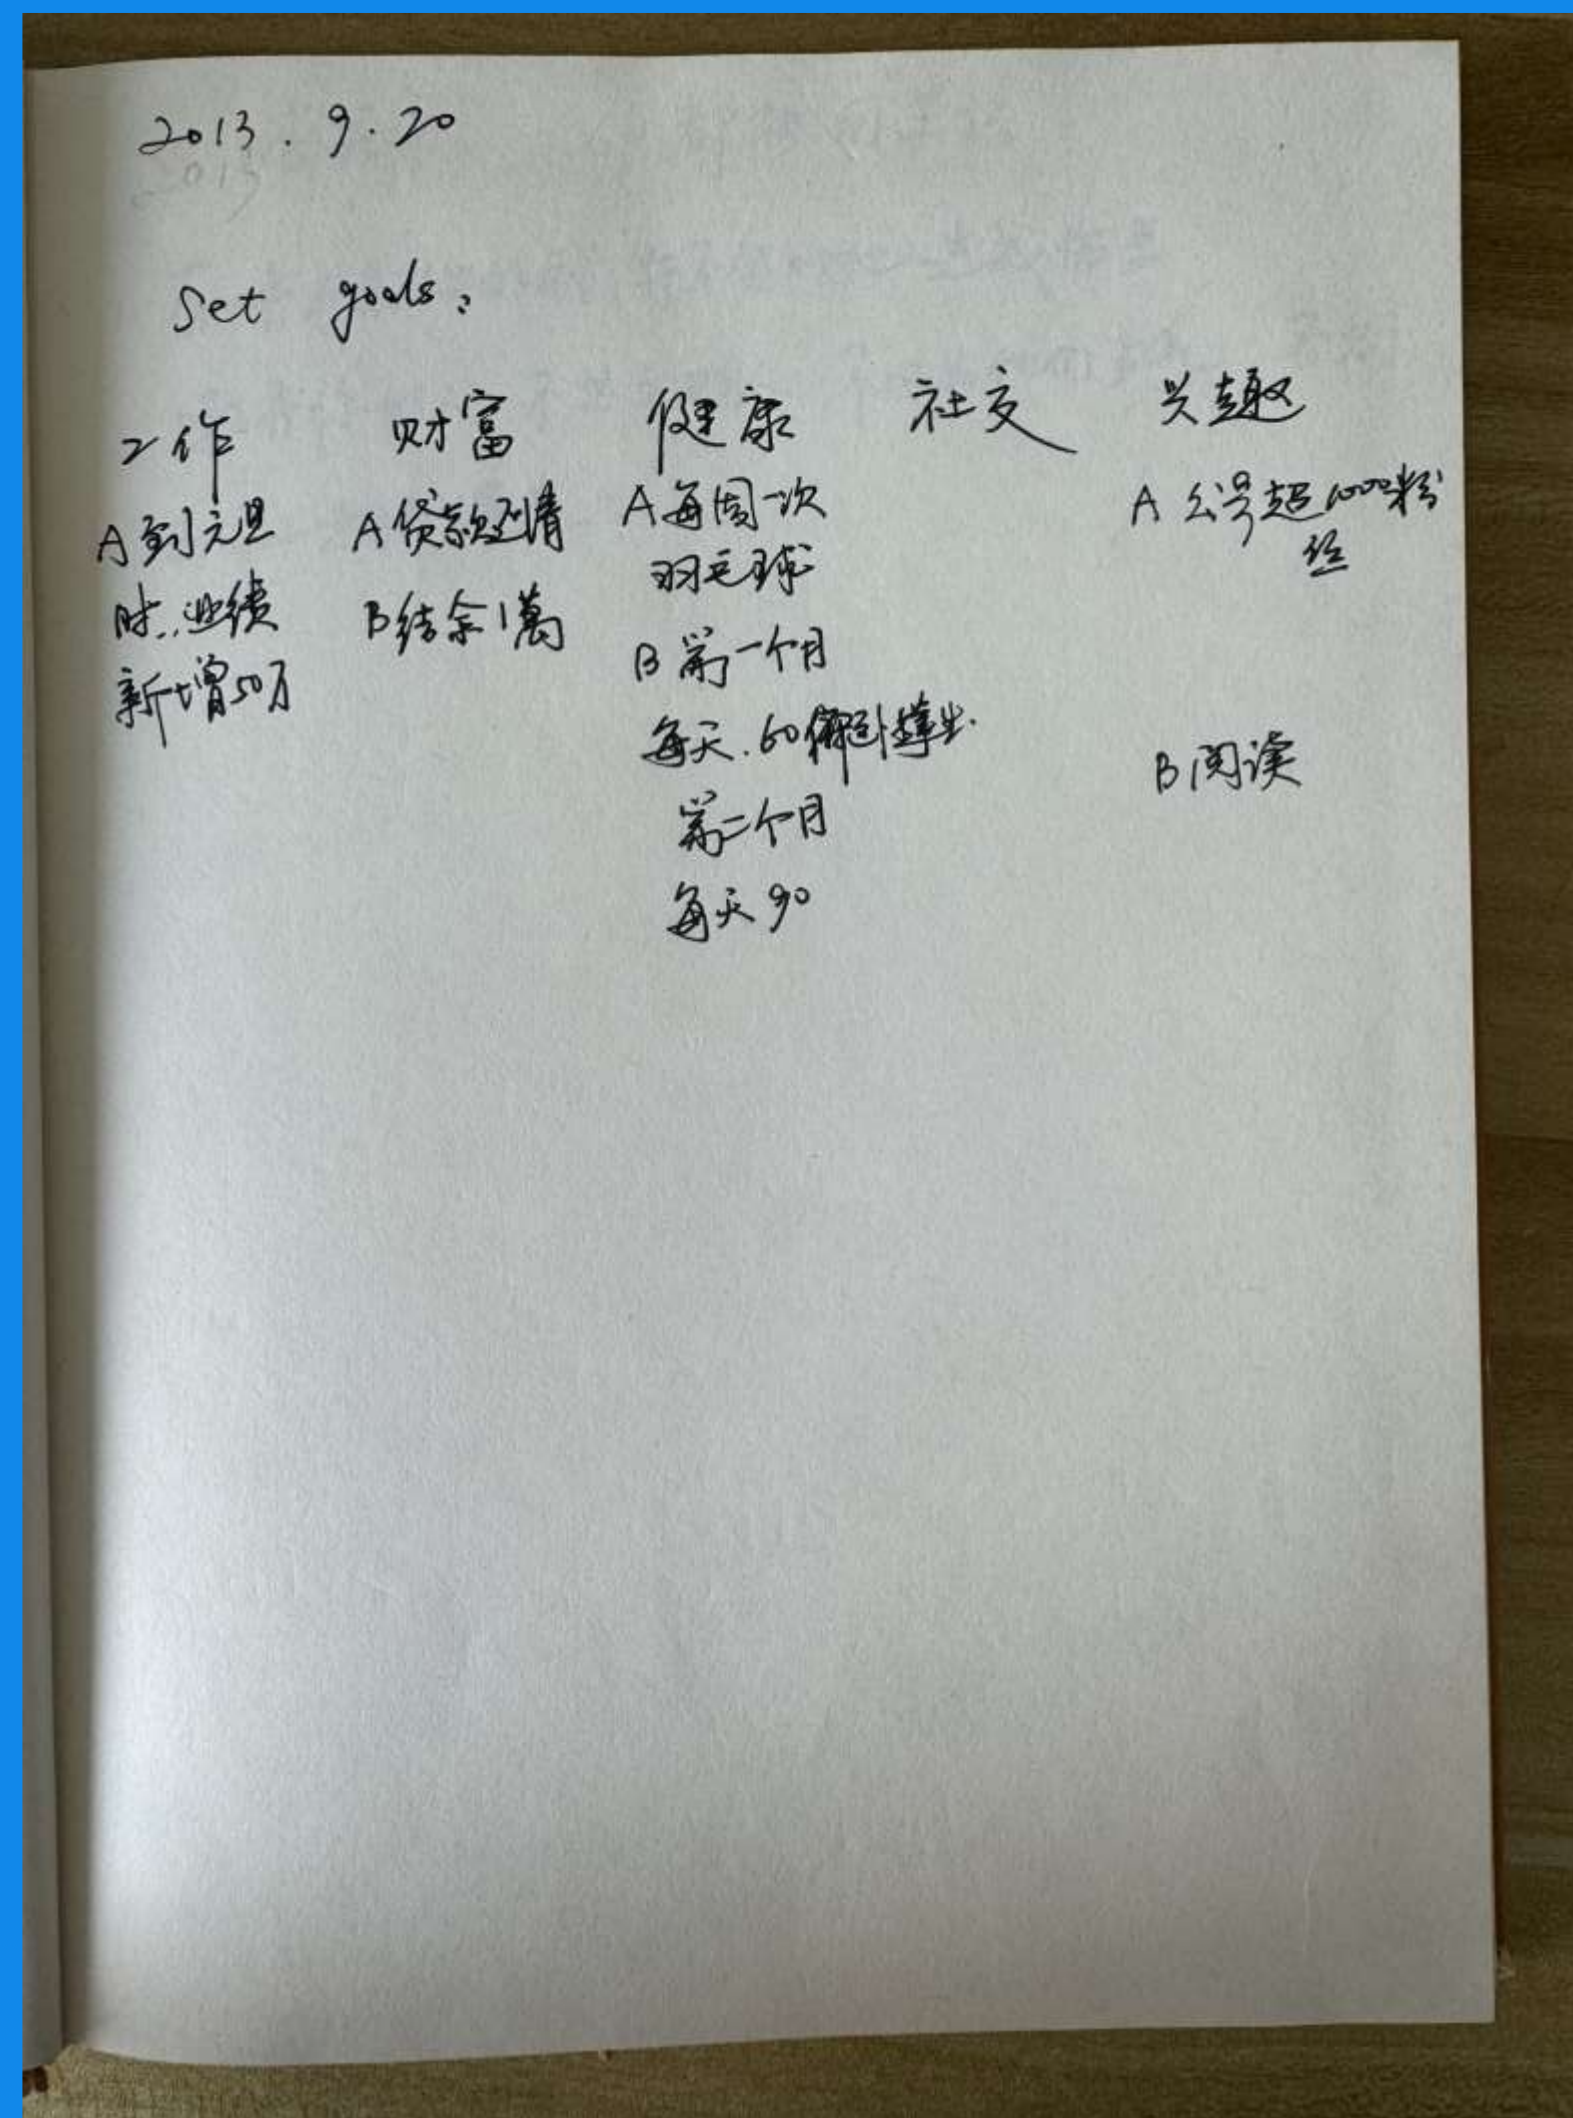 2013.9.20
Set goals:
工作 财富 健康 社交 兴趣
A到元旦
时，业绩
新增50万
A贷款还清
B结余1萬
A每周一次
羽毛球
B第一个月
每天.60俯卧撑.
第二个月
每天90
A 公号超1000粉
丝
B阅读